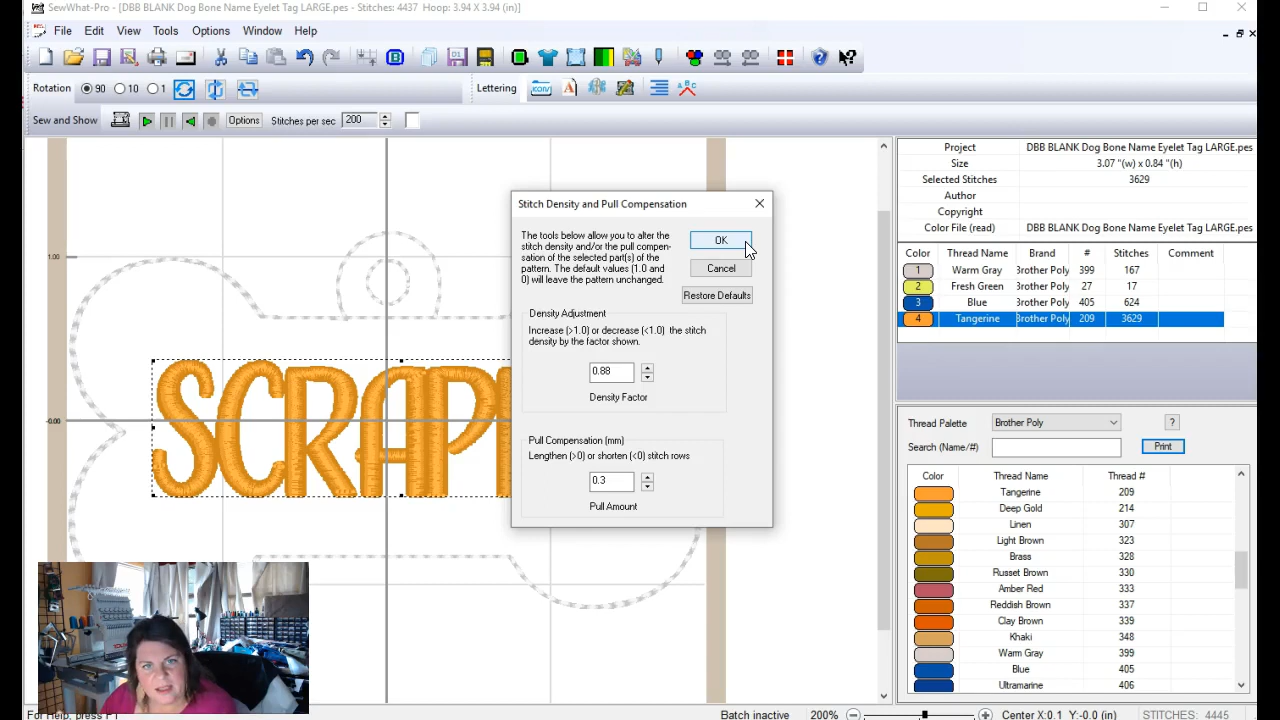 SewWhat-Pro - [DBB BLANK Dog Bone Name Eyelet Tag LARGE.pes - Stitches: 4437 Hoop: 3.94 X 3.94 (in)]
File Edit View Tools Options Window Help
Rotation 90 10 1 Lettering
Sew and Show Options Stitches per sec 200
Project DBB BLANK Dog Bone Name Eyelet Tag LARGE.pes
Size 3.07 "(w) x 0.84 "(h)
Selected Stitches 3629
Author
Copyright
Color File (read) DBB BLANK Dog Bone Name Eyelet Tag LARGE.pes
Color Thread Name Brand # Stitches Comment
1 Warm Gray Brother Poly 399 167
2 Fresh Green Brother Poly 27 17
3 Blue Brother Poly 405 624
4 Tangerine Brother Poly 209 3629
Stitch Density and Pull Compensation
The tools below allow you to alter the
stitch density and/or the pull compen-
sation of the selected part(s) of the
pattern. The default values (1.0 and
0) will leave the pattern unchanged.
OK
Cancel
Restore Defaults
Density Adjustment
Increase (>1.0) or decrease (<1.0) the stitch
density by the factor shown.
0.88
Density Factor
Pull Compensation (mm)
Lengthen (>0) or shorten (<0) stitch rows
0.3
Pull Amount
1.00
-0.00
SCRAP
Thread Palette Brother Poly ?
Search (Name/#) Print
Color Thread Name Thread #
Tangerine 209
Deep Gold 214
Linen 307
Light Brown 323
Brass 328
Russet Brown 330
Amber Red 333
Reddish Brown 337
Clay Brown 339
Khaki 348
Warm Gray 399
Blue 405
Ultramarine 406
For Help, press F1 Batch inactive 200% Center X:0.1 Y:-0.0 (in) STITCHES: 4445